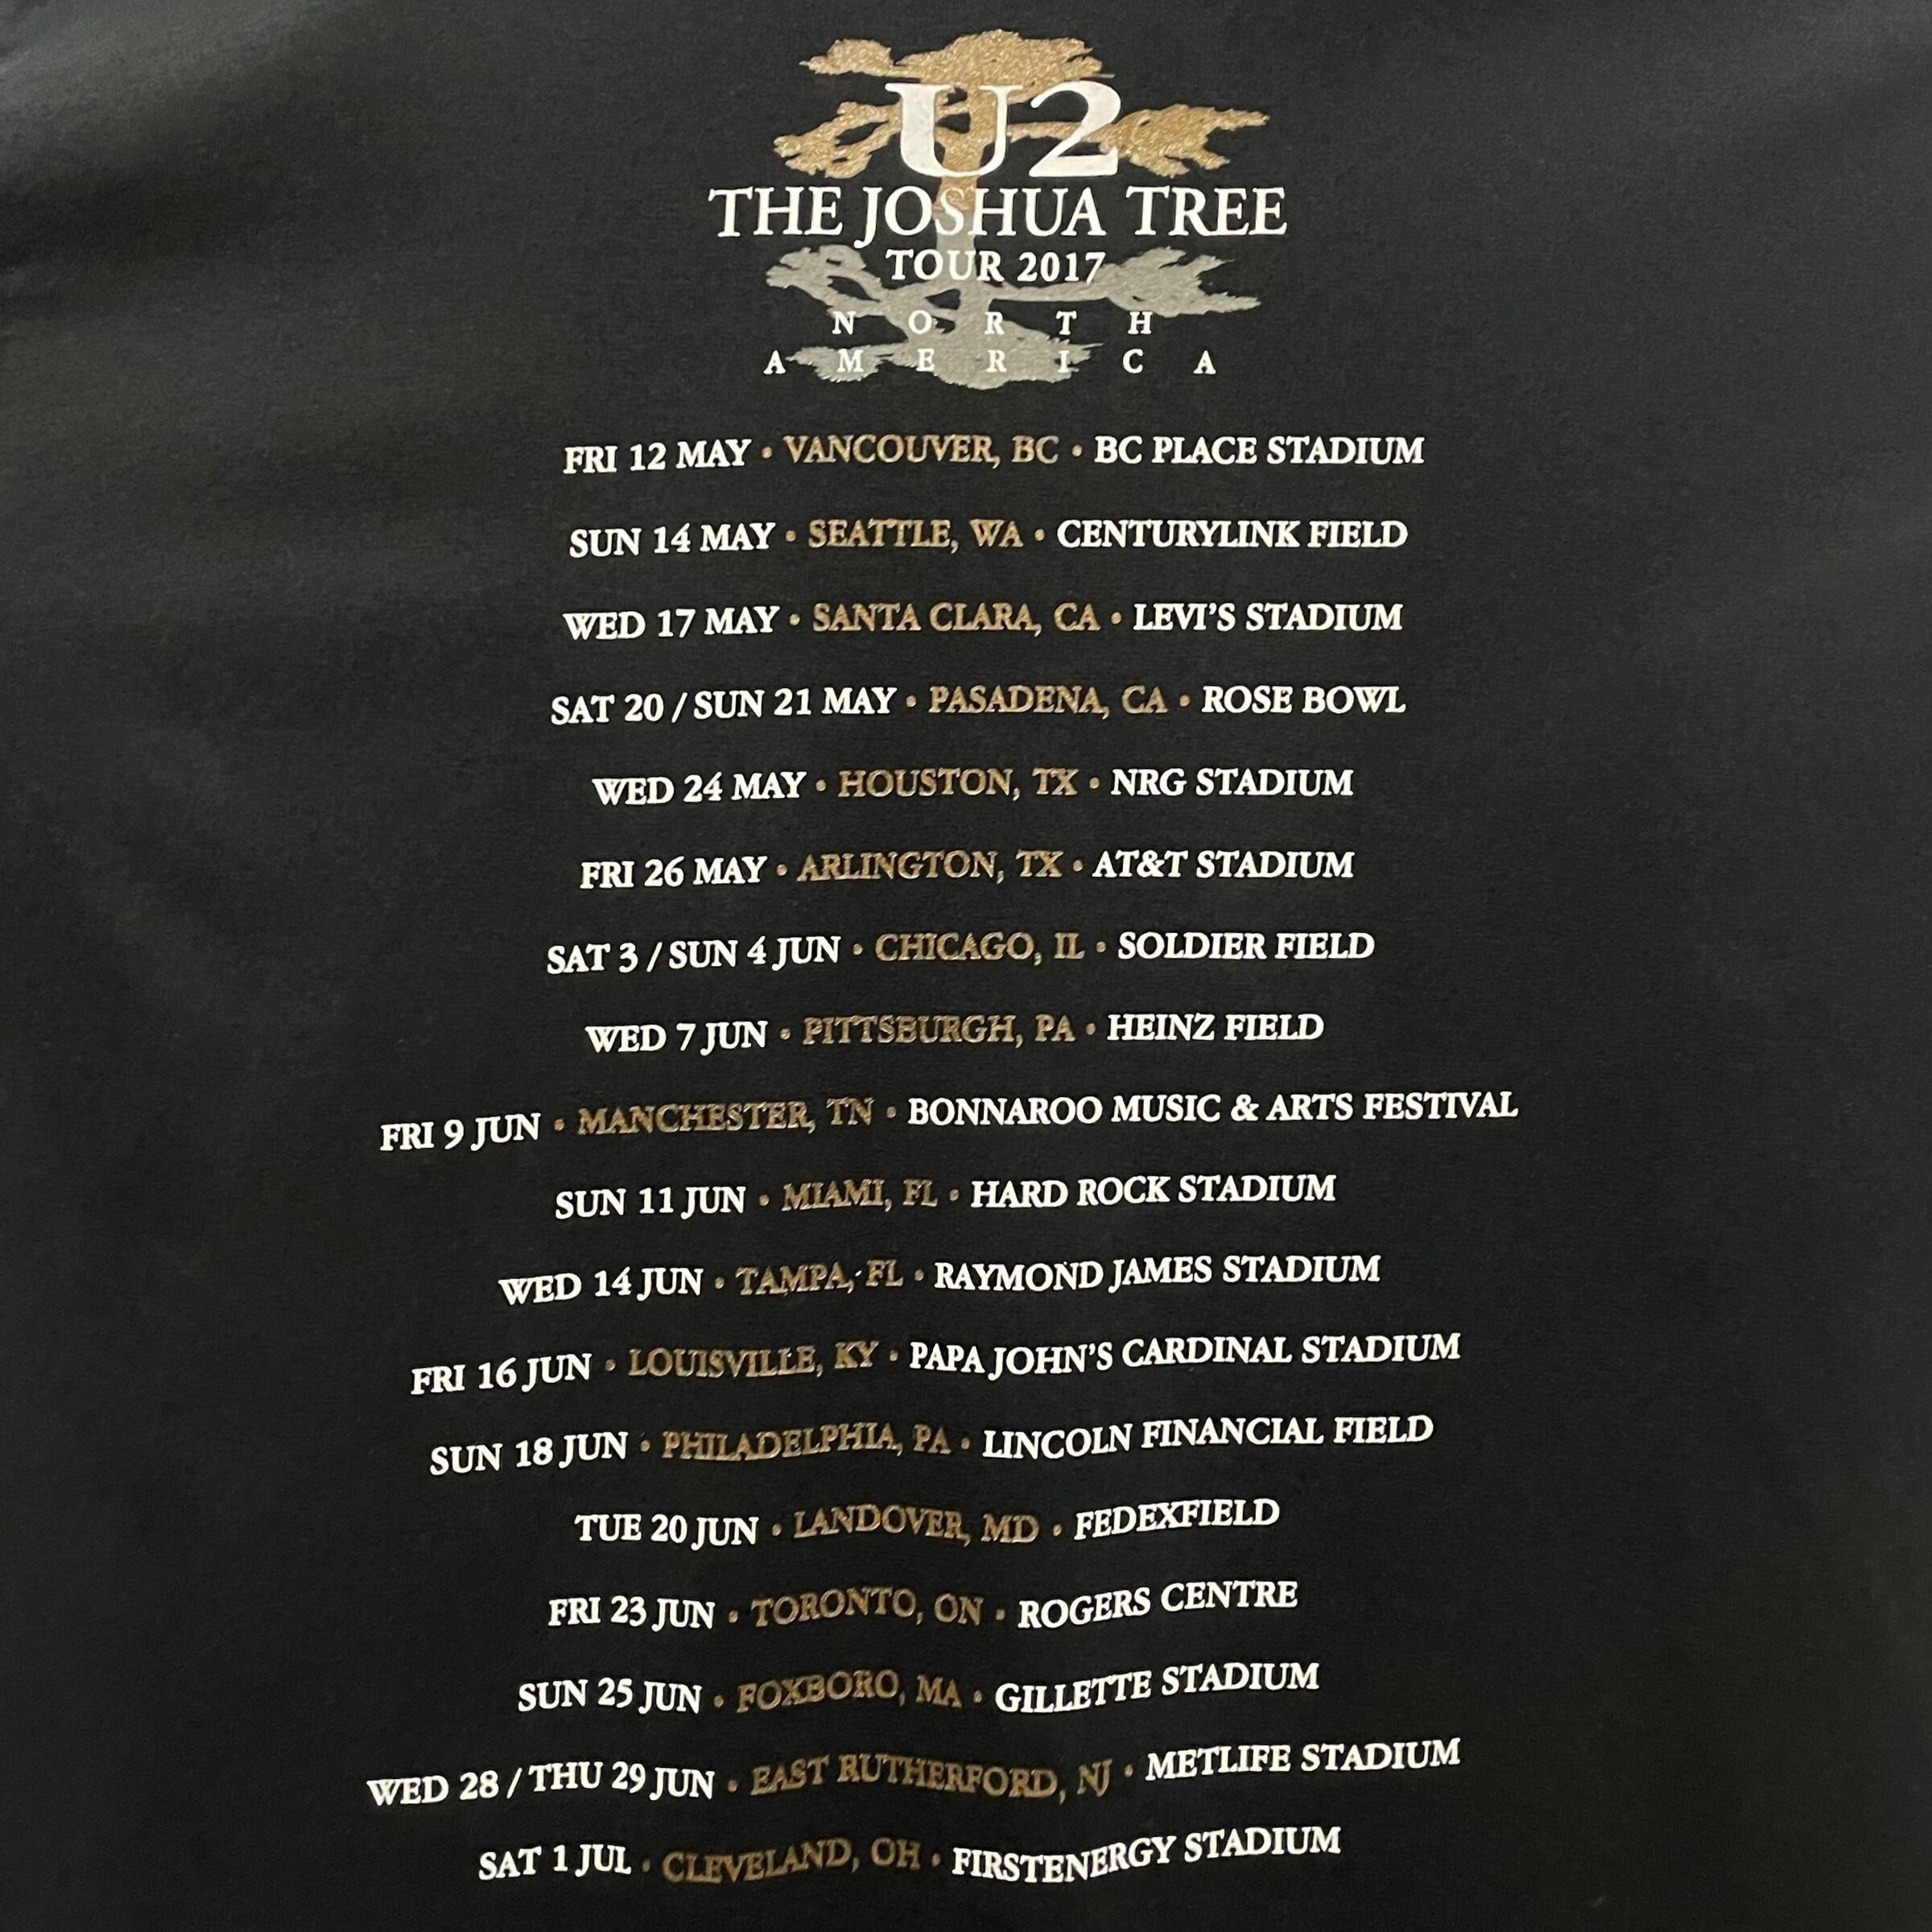 U2
THE JOSHUA TREE
TOUR 2017
NORTH
AMERICA
FRI 12 MAY • VANCOUVER, BC • BC PLACE STADIUM
SUN 14 MAY • SEATTLE, WA • CENTURYLINK FIELD
WED 17 MAY • SANTA CLARA, CA • LEVI'S STADIUM
SAT 20 / SUN 21 MAY • PASADENA, CA • ROSE BOWL
WED 24 MAY • HOUSTON, TX • NRG STADIUM
FRI 26 MAY • ARLINGTON, TX • AT&T STADIUM
SAT 3 / SUN 4 JUN • CHICAGO, IL • SOLDIER FIELD
WED 7 JUN • PITTSBURGH, PA • HEINZ FIELD
FRI 9 JUN • MANCHESTER, TN • BONNAROO MUSIC & ARTS FESTIVAL
SUN 11 JUN • MIAMI, FL • HARD ROCK STADIUM
WED 14 JUN • TAMPA, FL • RAYMOND JAMES STADIUM
FRI 16 JUN • LOUISVILLE, KY • PAPA JOHN'S CARDINAL STADIUM
SUN 18 JUN • PHILADELPHIA, PA • LINCOLN FINANCIAL FIELD
TUE 20 JUN • LANDOVER, MD • FEDEXFIELD
FRI 23 JUN • TORONTO, ON • ROGERS CENTRE
SUN 25 JUN • FOXBORO, MA • GILLETTE STADIUM
WED 28 / THU 29 JUN • EAST RUTHERFORD, NJ • METLIFE STADIUM
SAT 1 JUL • CLEVELAND, OH • FIRSTENERGY STADIUM